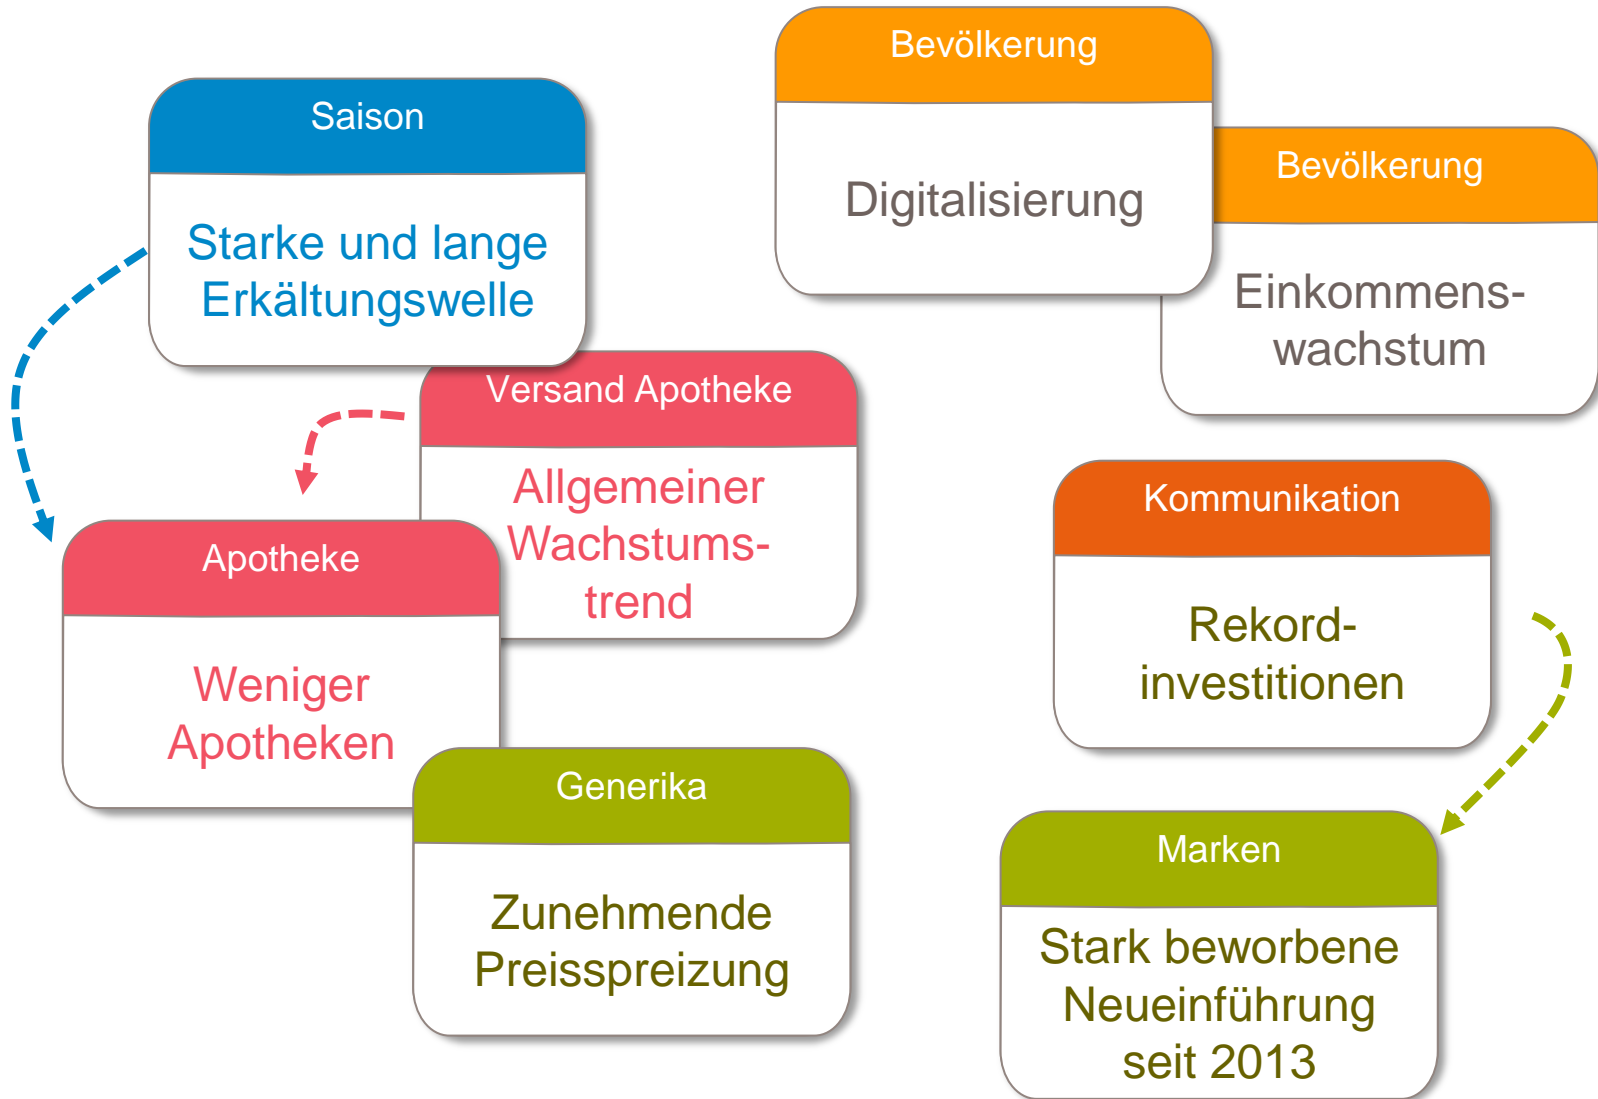 Saison
Starke und lange
Erkältungswelle
Versand Apotheke
Allgemeiner
Wachstums-
trend
Apotheke
Weniger
Apotheken
Generika
Zunehmende
Preisspreizung
Bevölkerung
Digitalisierung
Bevölkerung
Einkommens-
wachstum
Kommunikation
Rekord-
investitionen
Marken
Stark beworbene
Neueinführung
seit 2013